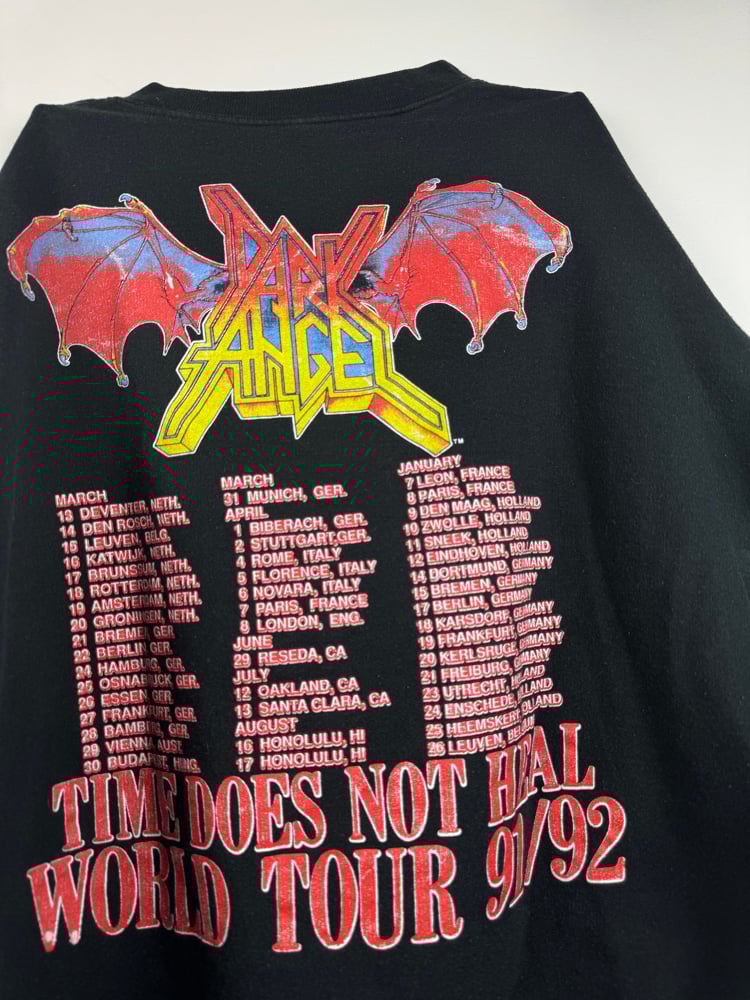 DARK
ANGEL
™
MARCH
13 DEVENTER, NETH.
14 DEN ROSCH, NETH.
15 LEUVEN, BELG.
16 KATWIJK, NETH.
17 BRUNSSUM, NETH.
18 ROTTERDAM, NETH.
19 AMSTERDAM, NETH.
20 GRONINGEN, NETH.
21 BREMEN, GER
22 BERLIN GER.
24 HAMBURG, GER.
25 OSNABRUCK GER.
26 ESSEN GER.
27 FRANKFURT, GER.
28 BAMBERG, GER.
29 VIENNA AUST.
30 BUDAPEST, HNG.
MARCH
31 MUNICH, GER.
APRIL
1 BIBERACH, GER.
2 STUTTGART,GER.
4 ROME, ITALY
5 FLORENCE, ITALY
6 NOVARA, ITALY
7 PARIS, FRANCE
8 LONDON, ENG.
JUNE
29 RESEDA, CA
JULY
12 OAKLAND, CA
13 SANTA CLARA, CA
AUGUST
16 HONOLULU, HI
17 HONOLULU, HI
JANUARY
7 LEON, FRANCE
8 PARIS, FRANCE
9 DEN MAAG, HOLLAND
10 ZWOLLE, HOLLAND
11 SNEEK, HOLLAND
12 EINDHOVEN, HOLLAND
14 DORTMUND, GERMANY
15 BREMEN, GERMANY
17 BERLIN, GERMANY
18 KARSDORF, GERMANY
19 FRANKFURT, GERMANY
20 KERLSHUGE, GERMANY
21 FREIBURG, GERMANY
23 UTRECHT, HOLLAND
24 ENSCHEDE, HOLLAND
25 HEEMSKERK, HOLLAND
26 LEUVEN, BELGIUM
TIME DOES NOT HEAL
WORLD TOUR 91/92